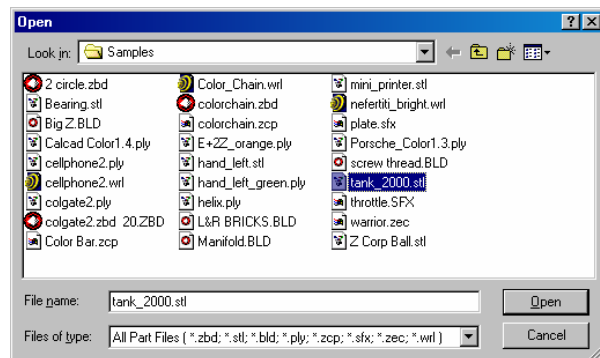 Open
Look in: Samples
2 circle.zbd
Bearing.stl
Big Z.BLD
Calcad Color1.4.ply
cellphone2.ply
cellphone2.wrl
colgate2.ply
colgate2.zbd 20.ZBD
Color Bar.zcp
Color_Chain.wrl
colorchain.zbd
colorchain.zcp
E+2Z_orange.ply
hand_left.stl
hand_left_green.ply
helix.ply
L&R BRICKS.BLD
Manifold.BLD
mini_printer.stl
nefertiti_bright.wrl
plate.sfx
Porsche_Color1.3.ply
screw thread.BLD
tank_2000.stl
throttle.SFX
warrior.zec
Z Corp Ball.stl
File name: tank_2000.stl Open
Files of type: All Part Files ( *.zbd; *.stl; *.bld; *.ply; *.zcp; *.sfx; *.zec; *.wrl ) Cancel